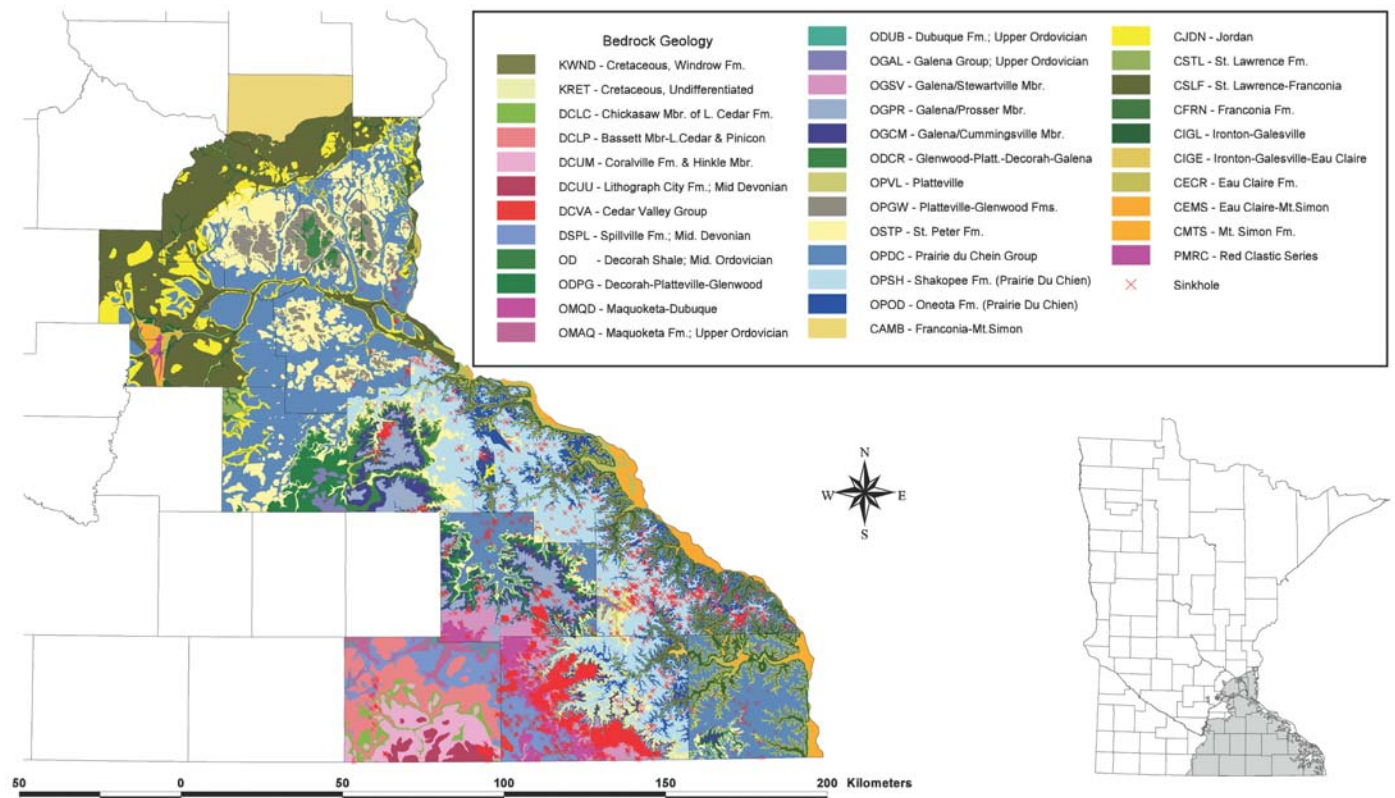 Bedrock Geology
KWND - Cretaceous, Windrow Fm.
KRET - Cretaceous, Undifferentiated
DCLC - Chickasaw Mbr. of L. Cedar Fm.
DCLP - Bassett Mbr-L.Cedar & Pinicon
DCUM - Coralville Fm. & Hinkle Mbr.
DCUU - Lithograph City Fm.; Mid Devonian
DCVA - Cedar Valley Group
DSPL - Spillville Fm.; Mid. Devonian
OD - Decorah Shale; Mid. Ordovician
ODPG - Decorah-Platteville-Glenwood
OMQD - Maquoketa-Dubuque
OMAQ - Maquoketa Fm.; Upper Ordovician
ODUB - Dubuque Fm.; Upper Ordovician
OGAL - Galena Group; Upper Ordovician
OGSV - Galena/Stewartville Mbr.
OGPR - Galena/Prosser Mbr.
OGCM - Galena/Cummingsville Mbr.
ODCR - Glenwood-Platt.-Decorah-Galena
OPVL - Platteville
OPGW - Platteville-Glenwood Fms.
OSTP - St. Peter Fm.
OPDC - Prairie du Chein Group
OPSH - Shakopee Fm. (Prairie Du Chien)
OPOD - Oneota Fm. (Prairie Du Chien)
CAMB - Franconia-Mt.Simon
CJDN - Jordan
CSTL - St. Lawrence Fm.
CSLF - St. Lawrence-Franconia
CFRN - Franconia Fm.
CIGL - Ironton-Galesville
CIGE - Ironton-Galesville-Eau Claire
CECR - Eau Claire Fm.
CEMS - Eau Claire-Mt.Simon
CMTS - Mt. Simon Fm.
PMRC - Red Clastic Series
Sinkhole
N
W E
S
50 0 50 100 150 200 Kilometers